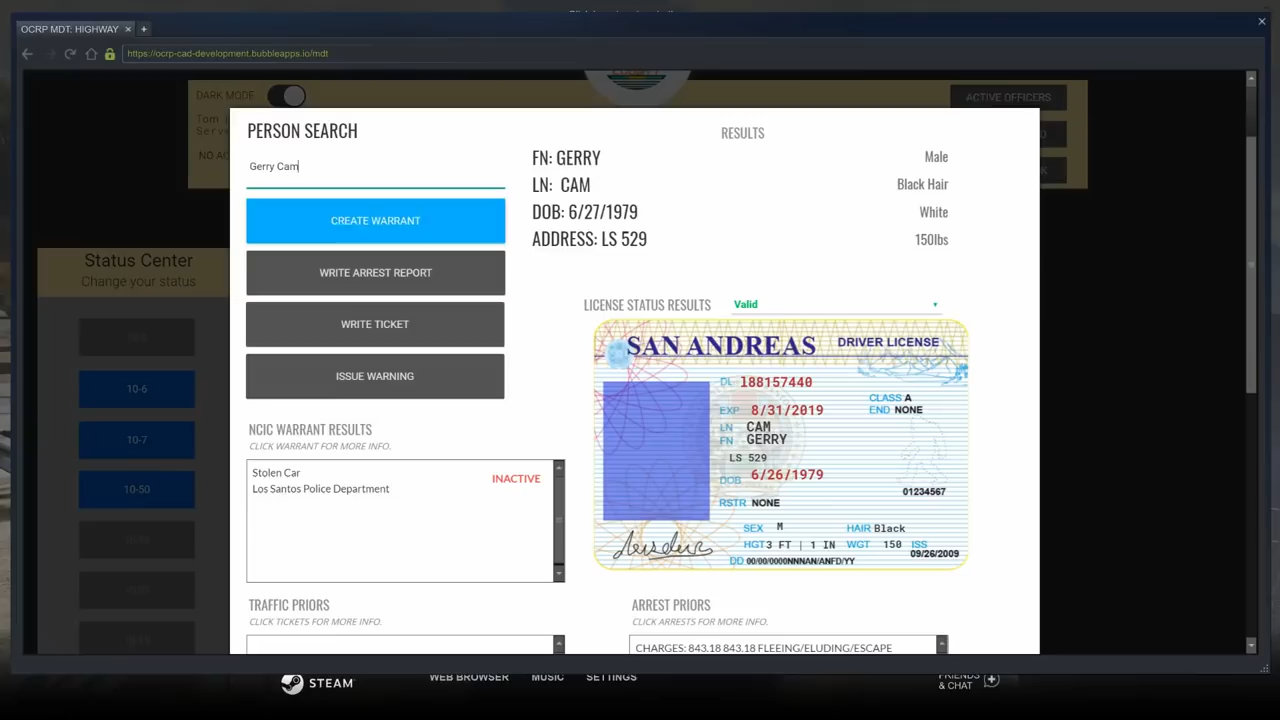 OCRP MDT: HIGHWAY × +
https://ocrp-cad-development.bubbleapps.io/mdt
DARK MODE
Tom
Serv
NO AC
ACTIVE OFFICERS
Status Center
Change your status
10-6
10-7
10-50
PERSON SEARCH
Gerry Cam
CREATE WARRANT
WRITE ARREST REPORT
WRITE TICKET
ISSUE WARNING
NCIC WARRANT RESULTS
CLICK WARRANT FOR MORE INFO.
Stolen Car
Los Santos Police Department
INACTIVE
TRAFFIC PRIORS
CLICK TICKETS FOR MORE INFO.
RESULTS
FN: GERRY
Male
LN: CAM
Black Hair
DOB: 6/27/1979
White
ADDRESS: LS 529
150lbs
LICENSE STATUS RESULTS Valid
SAN ANDREAS DRIVER LICENSE
DL 188157440
EXP 8/31/2019
CLASS A
END NONE
LN CAM
FN GERRY
LS 529
DOB 6/26/1979
01234567
RSTR NONE
SEX M HAIR Black
HGT 3 FT | 1 IN WGT 150 ISS
09/26/2009
DD 00/00/0000NNNAN/ANFD/YY
ARREST PRIORS
CLICK ARRESTS FOR MORE INFO.
CHARGES: 843.18 843.18 FLEEING/ELUDING/ESCAPE
STEAM
WEB BROWSER MUSIC SETTINGS
FRIENDS
& CHAT